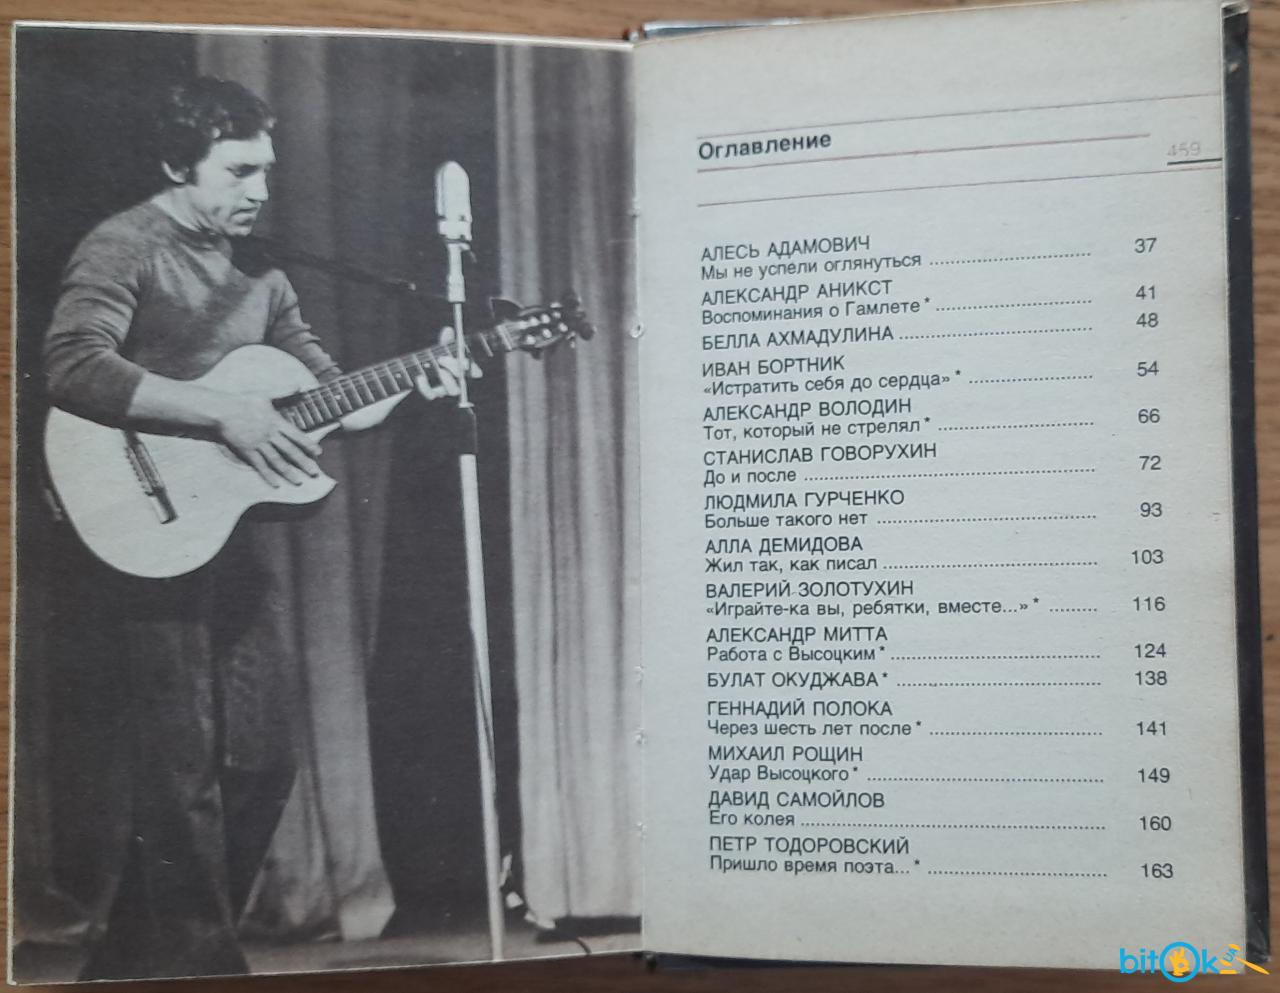 Оглавление
459
АЛЕСЬ АДАМОВИЧ
Мы не успели оглянуться ........................ 37
АЛЕКСАНДР АНИКСТ
Воспоминания о Гамлете * ........................ 41
БЕЛЛА АХМАДУЛИНА ........................ 48
ИВАН БОРТНИК
«Истратить себя до сердца» * ........................ 54
АЛЕКСАНДР ВОЛОДИН
Тот, который не стрелял * ........................ 66
СТАНИСЛАВ ГОВОРУХИН
До и после ........................ 72
ЛЮДМИЛА ГУРЧЕНКО
Больше такого нет ........................ 93
АЛЛА ДЕМИДОВА
Жил так, как писал ........................ 103
ВАЛЕРИЙ ЗОЛОТУХИН
«Играйте-ка вы, ребятки, вместе...» * ......... 116
АЛЕКСАНДР МИТТА
Работа с Высоцким * ........................ 124
БУЛАТ ОКУДЖАВА * ........................ 138
ГЕННАДИЙ ПОЛОКА
Через шесть лет после * ........................ 141
МИХАИЛ РОЩИН
Удар Высоцкого * ........................ 149
ДАВИД САМОЙЛОВ
Его колея ........................ 160
ПЕТР ТОДОРОВСКИЙ
Пришло время поэта... * ........................ 163
bitOk